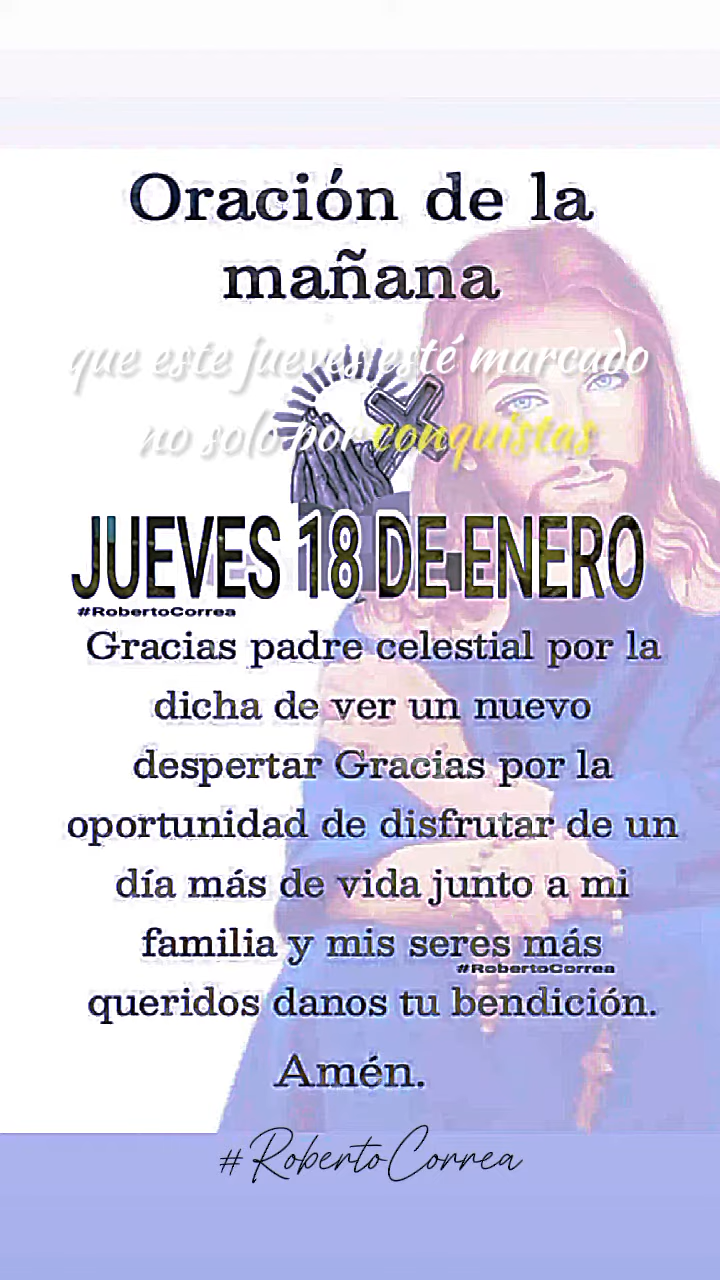 Oración de la
mañana
que este jueves esté marcado
no solo por conquistas
JUEVES 18 DE ENERO
#RobertoCorrea
Gracias padre celestial por la
dicha de ver un nuevo
despertar Gracias por la
oportunidad de disfrutar de un
día más de vida junto a mi
familia y mis seres más
#RobertoCorrea
queridos danos tu bendición.
Amén.
#RobertoCorrea